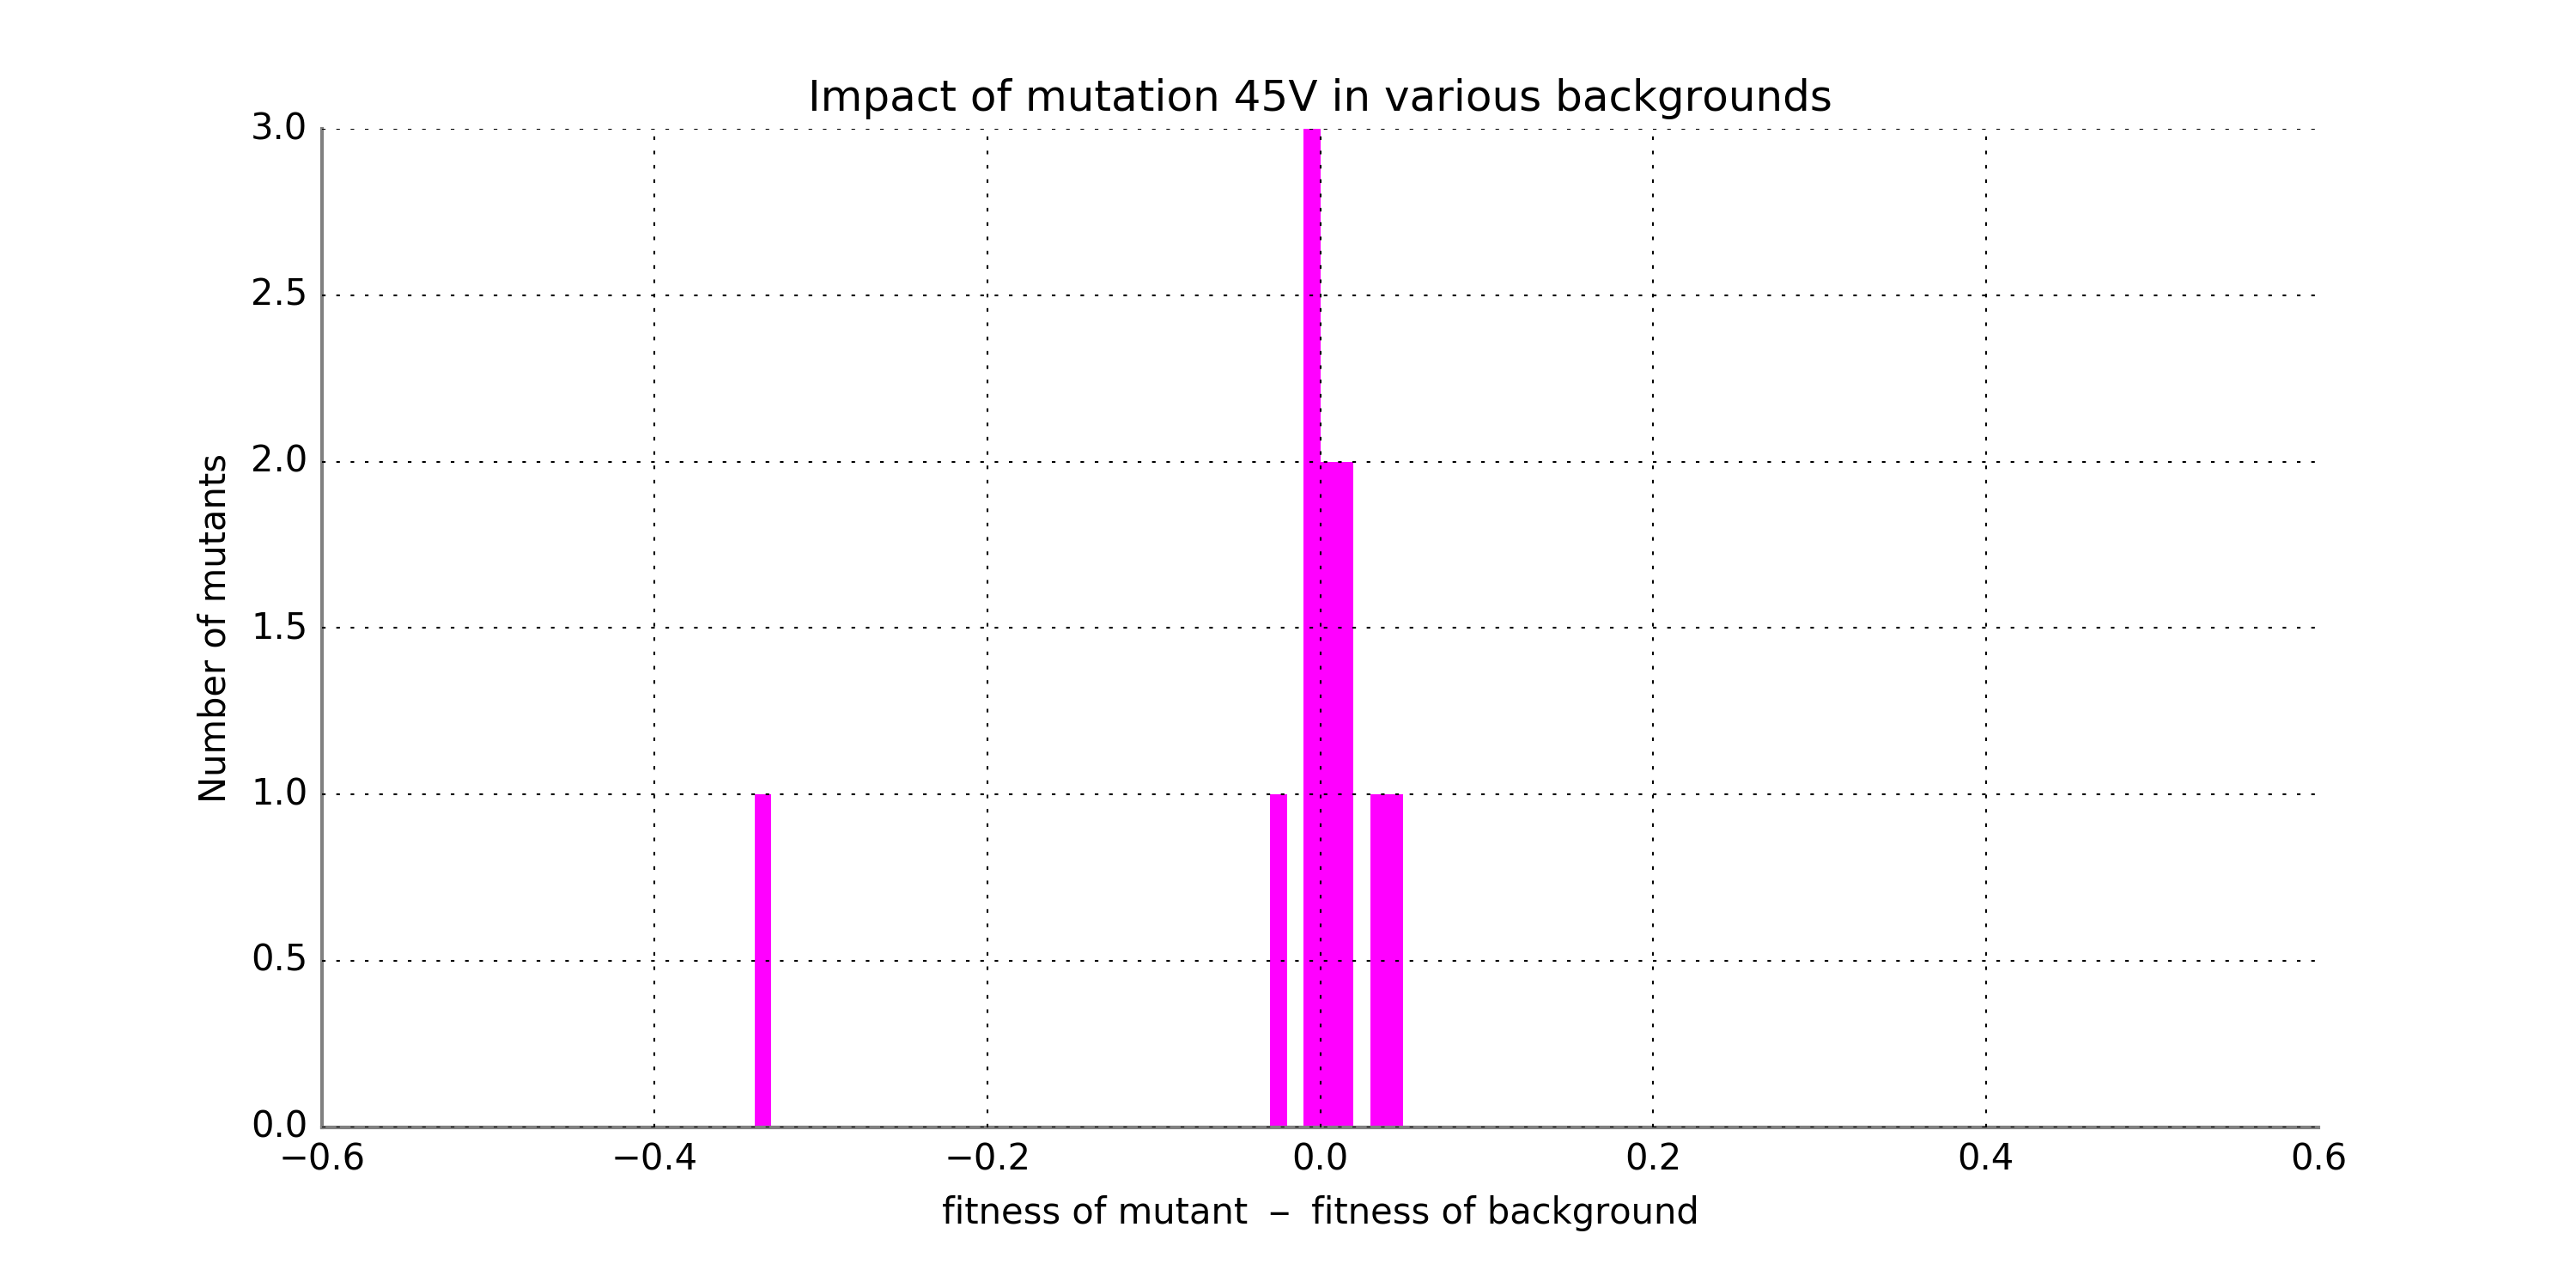 Impact of mutation 45V in various backgrounds
3.0
2.5
2.0
1.5
1.0
0.5
0.0
Number of mutants
−0.6 −0.4 −0.2 0.0 0.2 0.4 0.6
fitness of mutant − fitness of background